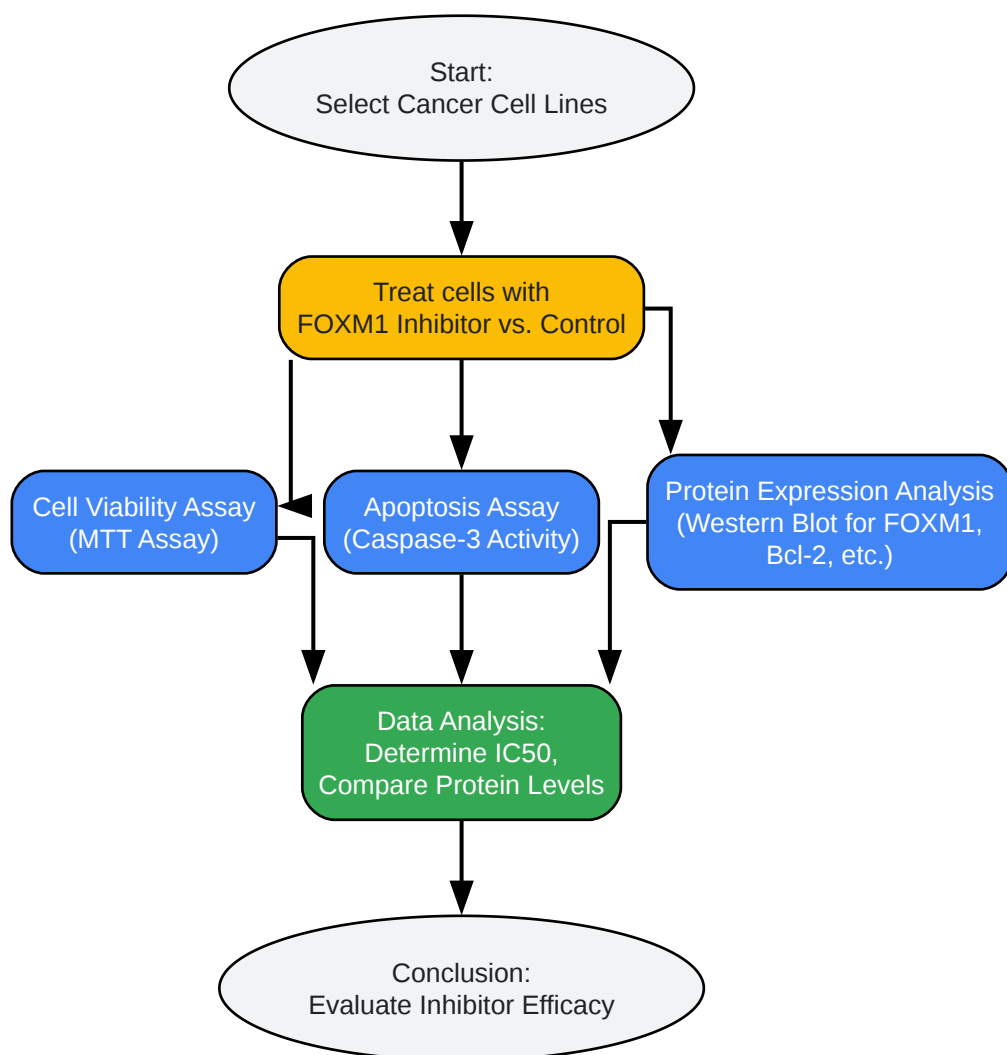 Start:
Select Cancer Cell Lines
Treat cells with
FOXM1 Inhibitor vs. Control
Cell Viability Assay
(MTT Assay)
Apoptosis Assay
(Caspase-3 Activity)
Protein Expression Analysis
(Western Blot for FOXM1,
Bcl-2, etc.)
Data Analysis:
Determine IC50,
Compare Protein Levels
Conclusion:
Evaluate Inhibitor Efficacy